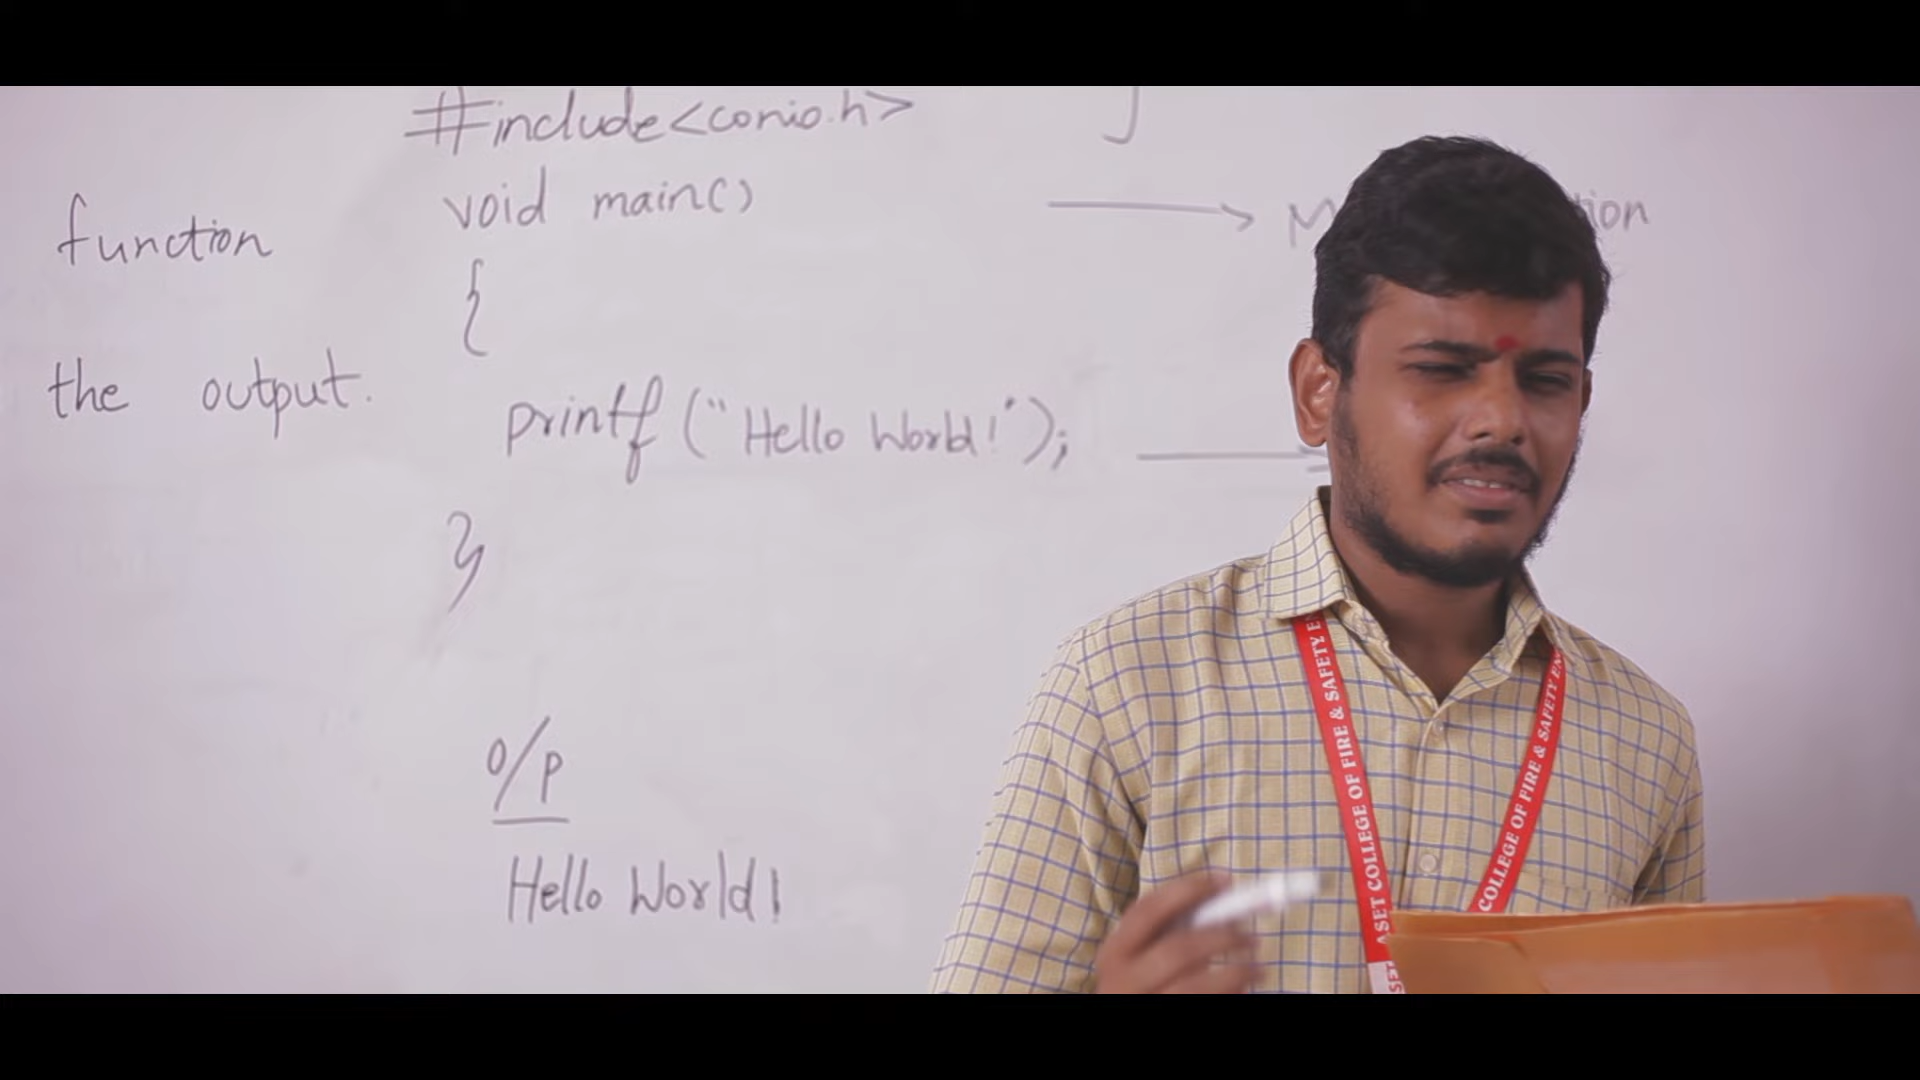 #include<conio.h>
void main()
function
{
the output.
printf("Hello World!");
}
O/P
Hello World!
ASET COLLEGE OF FIRE & SAFETY
COLLEGE OF FIRE & SAFETY